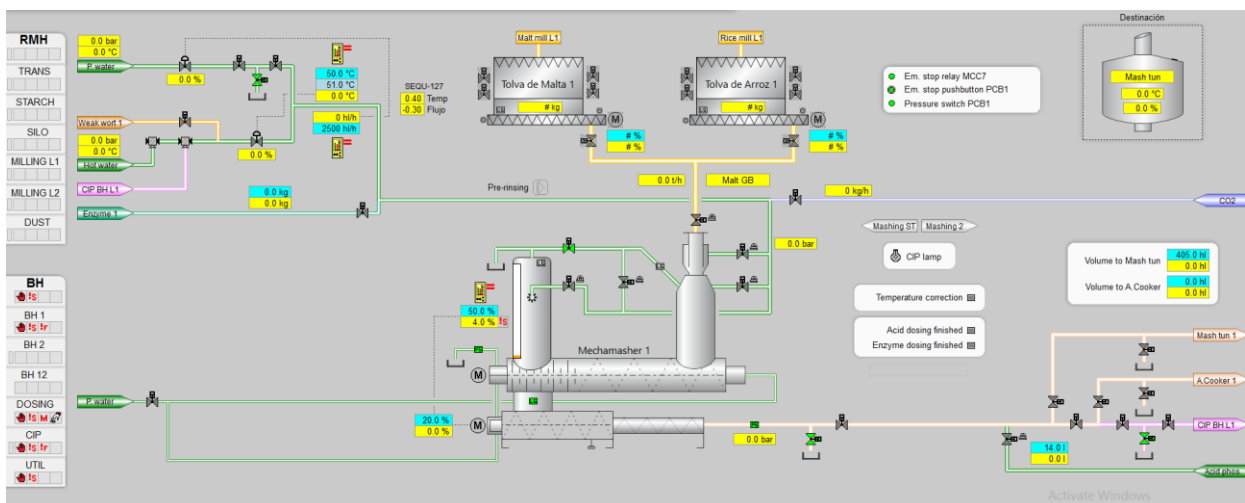 RMH
TRANS
STARCH
SILO
MILLING L1
MILLING L2
DUST
BH
!S
BH 1
!S !F
BH 2
BH 12
DOSING
!S M
CIP
!S !F
UTIL
!S
0.0 bar
0.0 °C
P. water
0.0 %
Weak wort 1
0.0 bar
0.0 °C
Hot water
0.0 %
CIP BH L1
Enzyme 1
0.0 kg
0.0 kg
50.0 °C
51.0 °C
0.0 °C
0 hl/h
2500 hl/h
SEQU-127
0.40 Temp
-0.30 Flujo
Malt mill L1
Tolva de Malta 1
# kg
M
# %
# %
Rice mill L1
Tolva de Arroz 1
# kg
M
# %
# %
Em. stop relay MCC7
Em. stop pushbutton PCB1
Pressure switch PCB1
Destinación
Mash tun
0.0 °C
0.0 %
Pre-rinsing
0.0 t/h
Malt GB
0 kg/h
CO2
0.0 bar
Mashing ST
Mashing 2
CIP lamp
Volume to Mash tun
405.0 hl
0.0 hl
Volume to A.Cooker
0.0 hl
0.0 hl
Temperature correction
Acid dosing finished
Enzyme dosing finished
50.0 %
4.0 % !S
Mechamasher 1
M
P. water
20.0 %
0.0 %
M
0.0 bar
Mash tun 1
A.Cooker 1
CIP BH L1
14.0 l
0.0 l
Acid phos.
Activate Windows